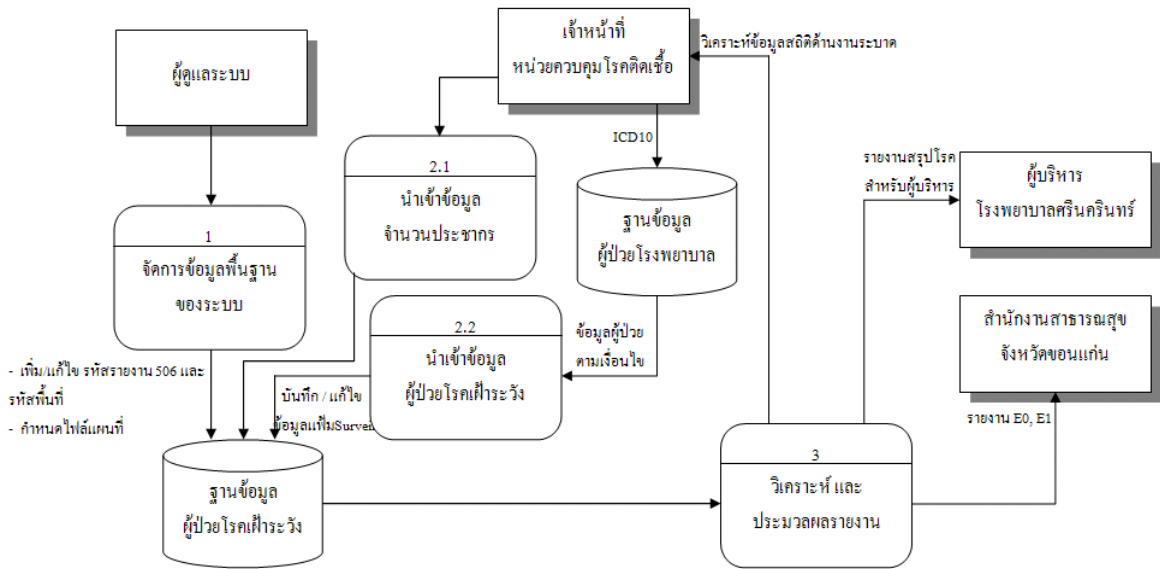 ผู้ดูแลระบบ
เจ้าหน้าที่
หน่วยควบคุมโรคติดเชื้อ
วิเคราะห์ข้อมูลสถิติด้านงานระบาด
ICD10
2.1
นำเข้าข้อมูล
จำนวนประชากร
ฐานข้อมูล
ผู้ป่วยโรงพยาบาล
รายงานสรุปโรค
สำหรับผู้บริหาร
ผู้บริหาร
โรงพยาบาลศรีนครินทร์
1
จัดการข้อมูลพื้นฐาน
ของระบบ
2.2
นำเข้าข้อมูล
ผู้ป่วยโรคเฝ้าระวัง
ข้อมูลผู้ป่วย
ตามเงื่อนไข
สำนักงานสาธารณสุข
จังหวัดขอนแก่น
- เพิ่ม/แก้ไข รหัสรายงาน 506 และ
รหัสพื้นที่
- กำหนดไฟล์แผนที่
บันทึก / แก้ไข
ข้อมูลแฟ้มSurvei
รายงาน E0, E1
ฐานข้อมูล
ผู้ป่วยโรคเฝ้าระวัง
3
วิเคราะห์ และ
ประมวลผลรายงาน